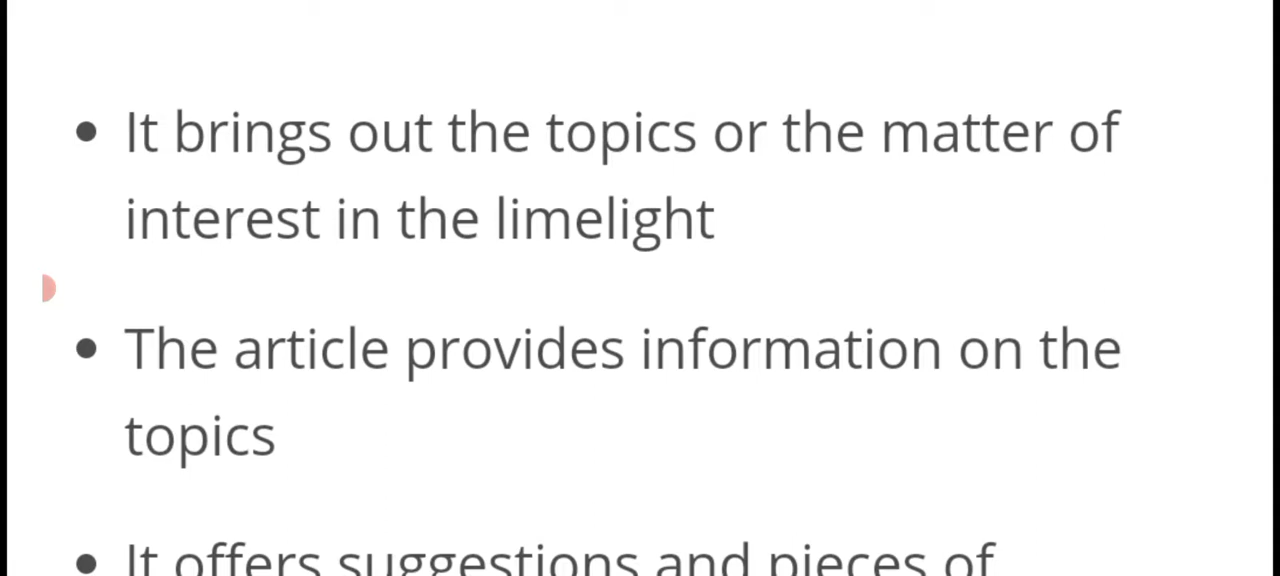 • It brings out the topics or the matter of
interest in the limelight
• The article provides information on the
topics
• It offers suggestions and pieces of